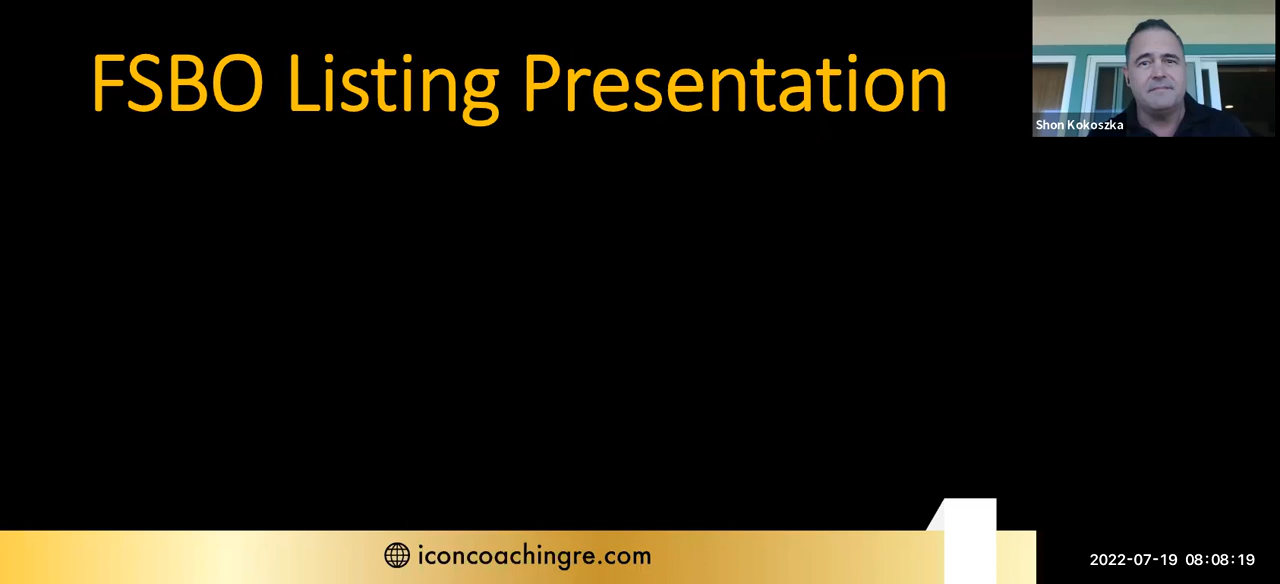 FSBO Listing Presentation
Shon Kokoszka
iconcoachingre.com
2022-07-19 08:08:19